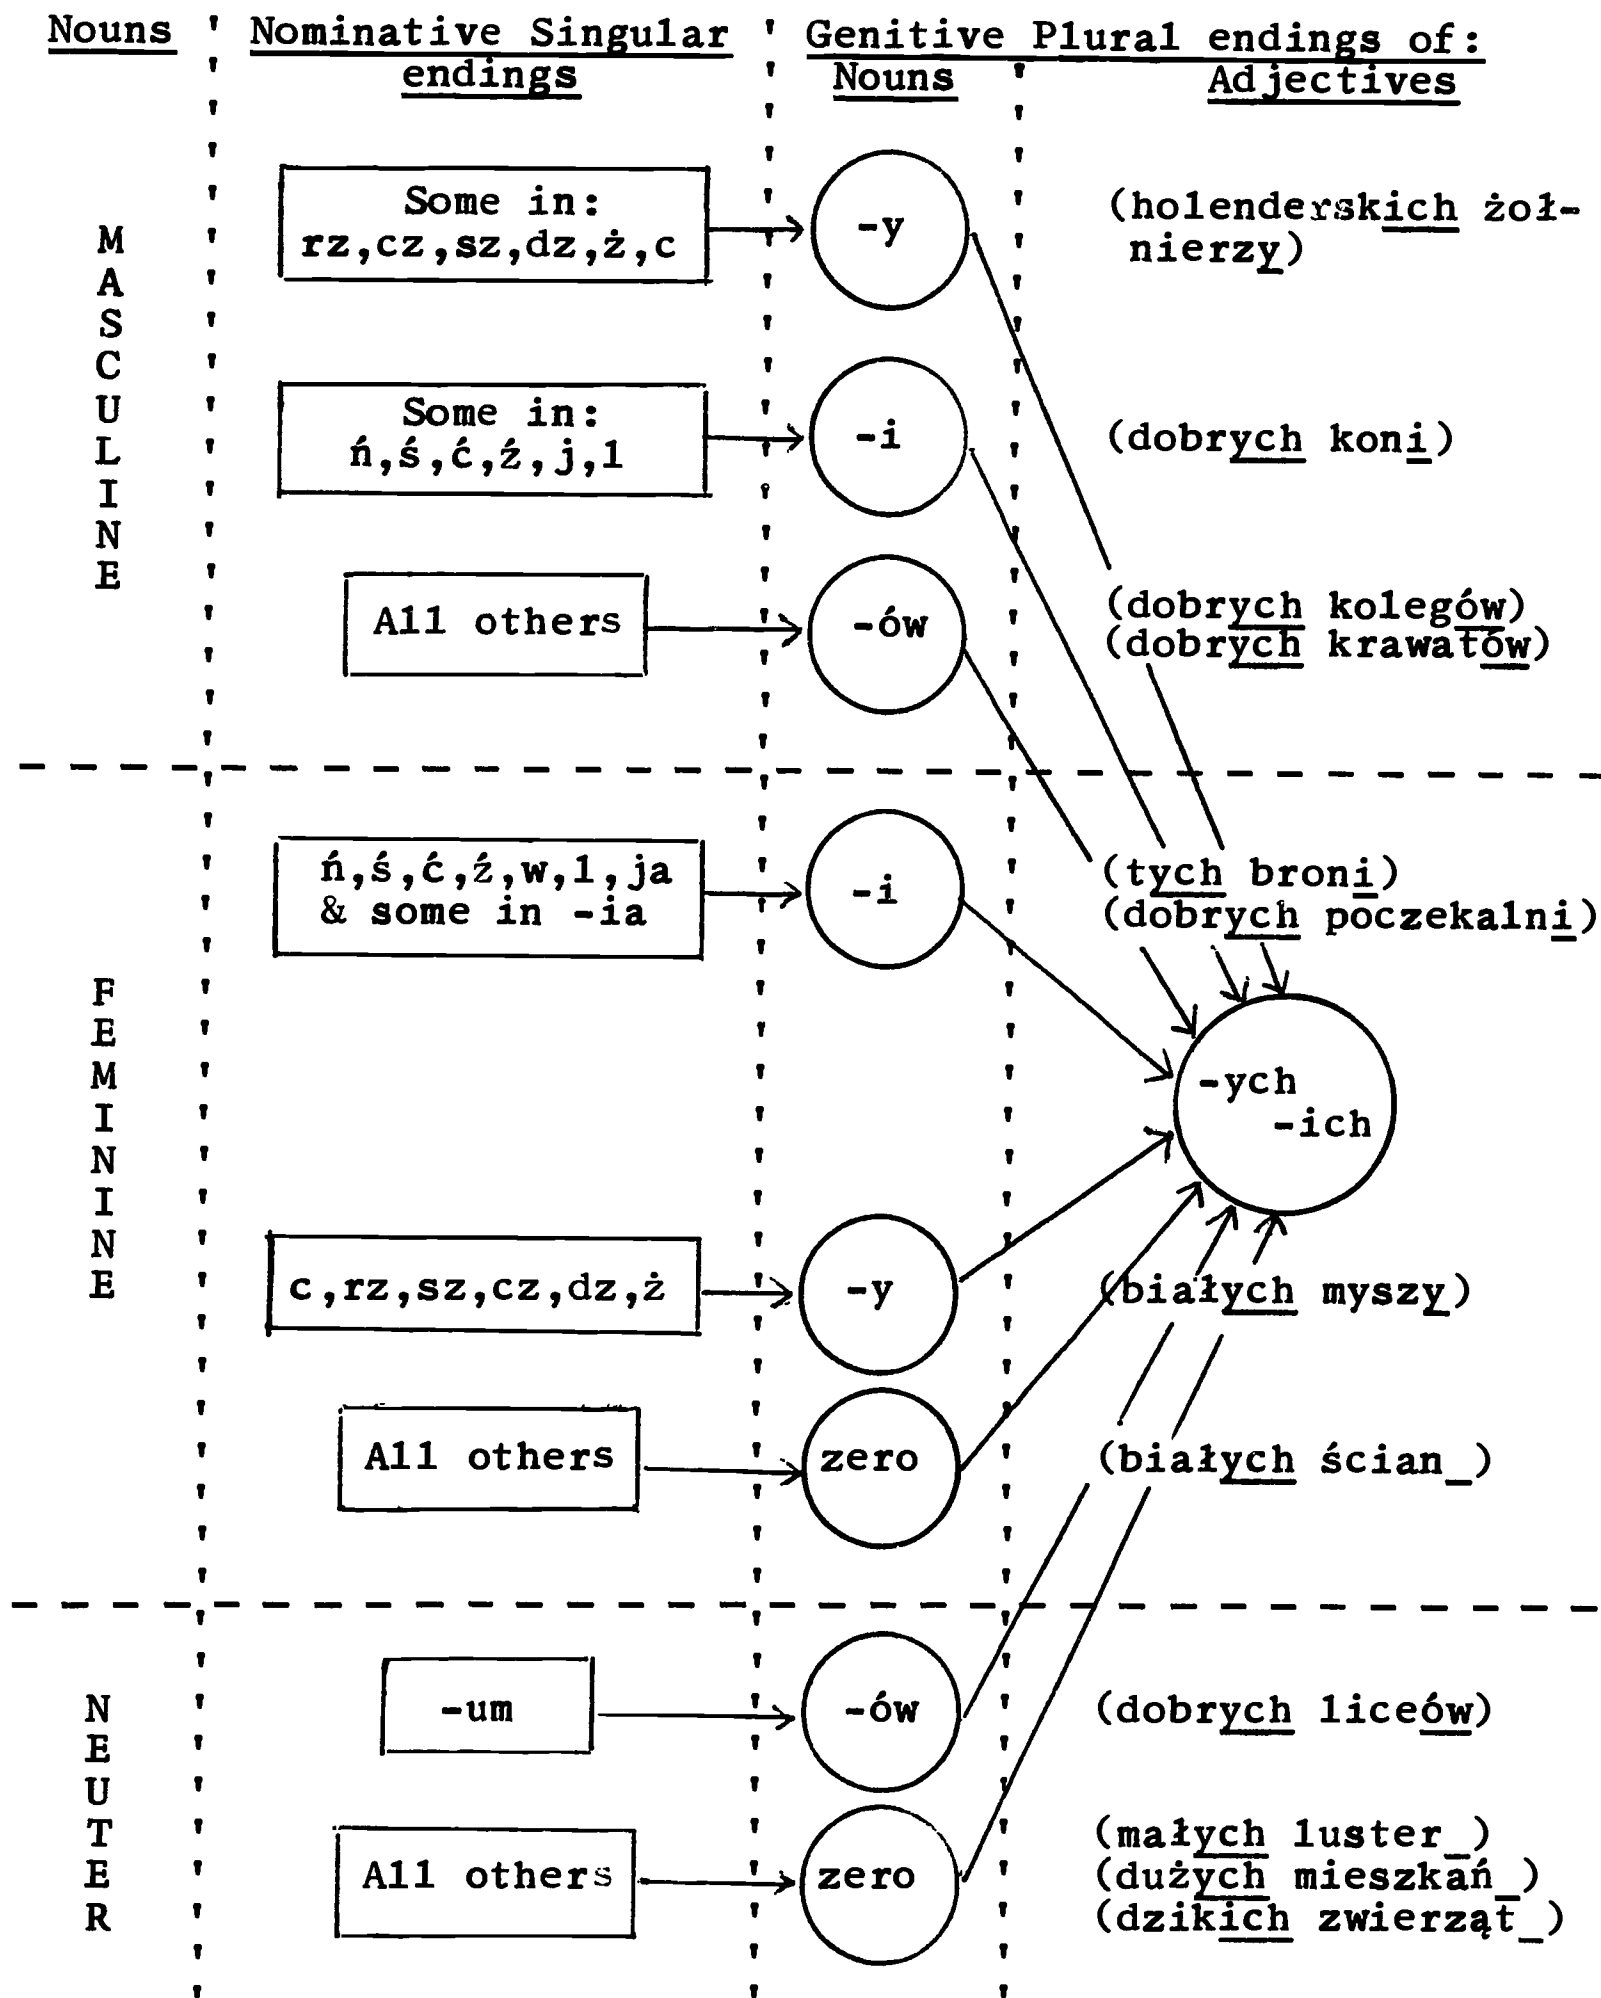 Nouns Nominative Singular Genitive Plural endings of:
endings Nouns Adjectives
MASCULINE
Some in:
rz,cz,sz,dz,ż,c
-y
(holenderskich żoł-
nierzy)
Some in:
ń,ś,ć,ź,j,l
-i
(dobrych koni)
All others
-ów
(dobrych kolegów)
(dobrych krawatów)
FEMININE
ń,ś,ć,ź,w,l,ja
& some in -ia
-i
(tych broni)
(dobrych poczekalni)
-ych
-ich
c,rz,sz,cz,dz,ż
-y
(białych myszy)
All others
zero
(białych ścian_)
NEUTER
-um
-ów
(dobrych liceów)
All others
zero
(małych luster_)
(dużych mieszkań_)
(dzikich zwierząt_)